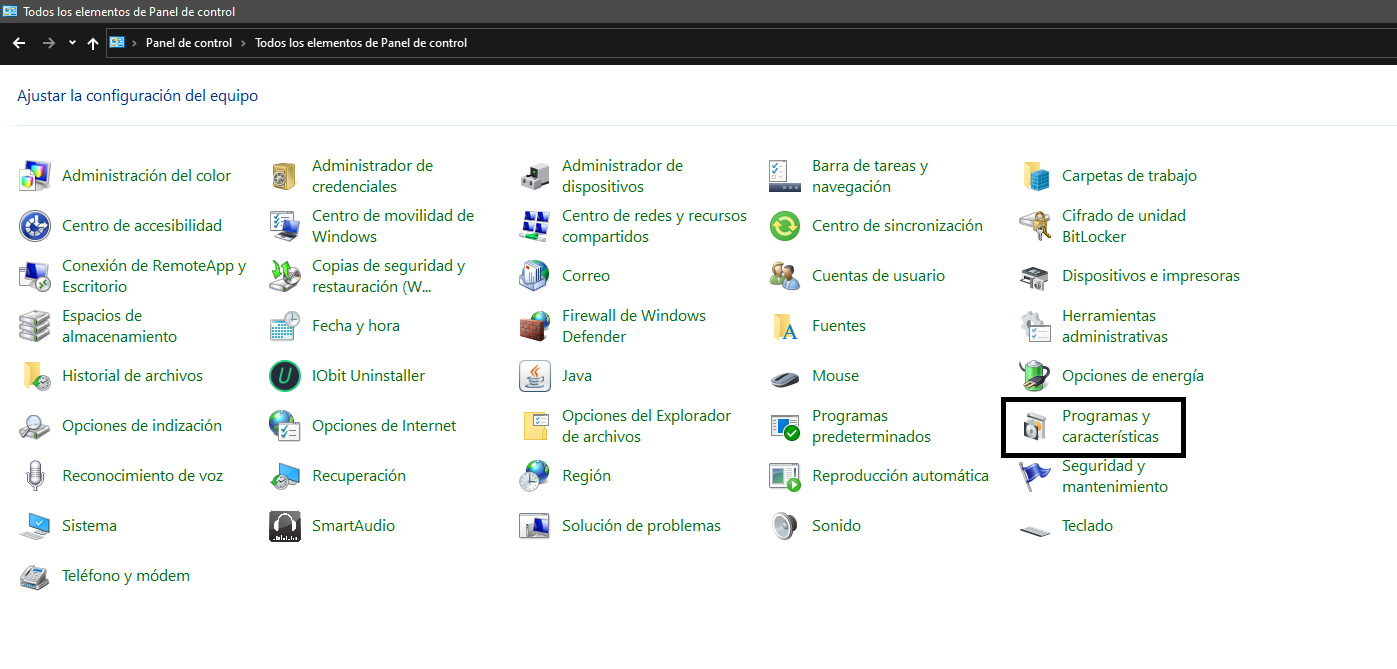 Todos los elementos de Panel de control
Panel de control › Todos los elementos de Panel de control
Ajustar la configuración del equipo
Administración del color
Administrador de
credenciales
Administrador de
dispositivos
Barra de tareas y
navegación
Carpetas de trabajo
Centro de accesibilidad
Centro de movilidad de
Windows
Centro de redes y recursos
compartidos
Centro de sincronización
Cifrado de unidad
BitLocker
Conexión de RemoteApp y
Escritorio
Copias de seguridad y
restauración (W...
Correo
Cuentas de usuario
Dispositivos e impresoras
Espacios de
almacenamiento
Fecha y hora
Firewall de Windows
Defender
Fuentes
Herramientas
administrativas
Historial de archivos
IObit Uninstaller
Java
Mouse
Opciones de energía
Opciones de indización
Opciones de Internet
Opciones del Explorador
de archivos
Programas
predeterminados
Programas y
características
Reconocimiento de voz
Recuperación
Región
Reproducción automática
Seguridad y
mantenimiento
Sistema
SmartAudio
Solución de problemas
Sonido
Teclado
Teléfono y módem